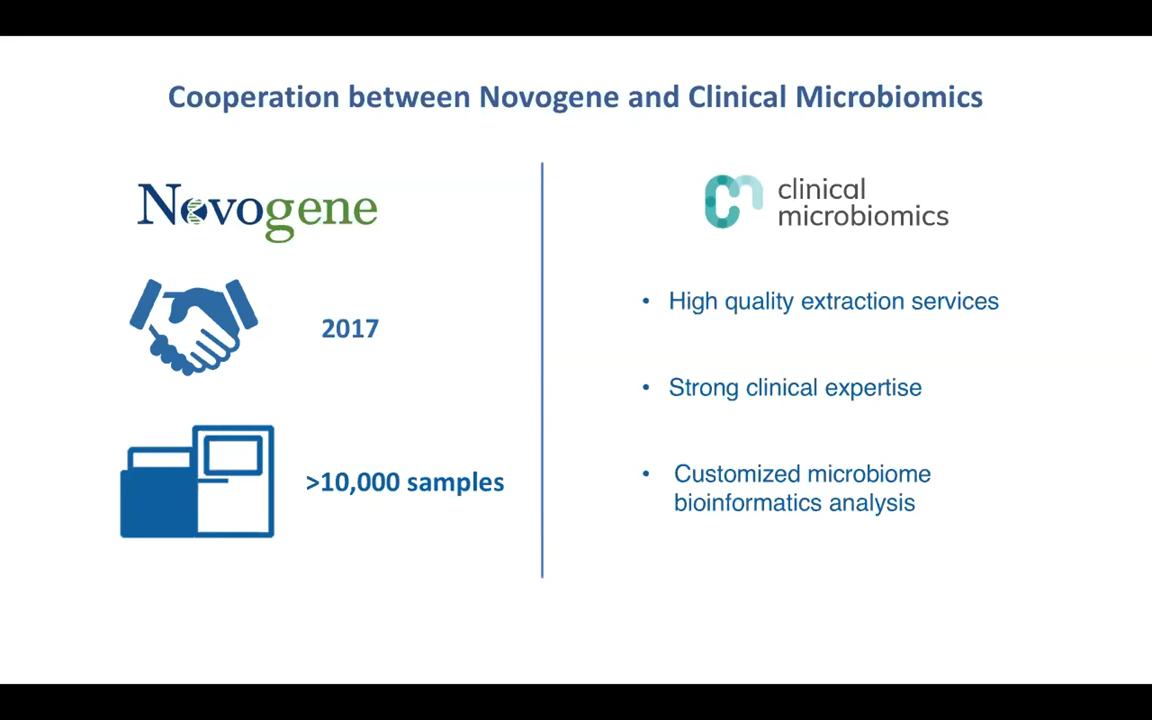 Cooperation between Novogene and Clinical Microbiomics
Novogene
2017
>10,000 samples
clinical
microbiomics
• High quality extraction services
• Strong clinical expertise
• Customized microbiome
bioinformatics analysis